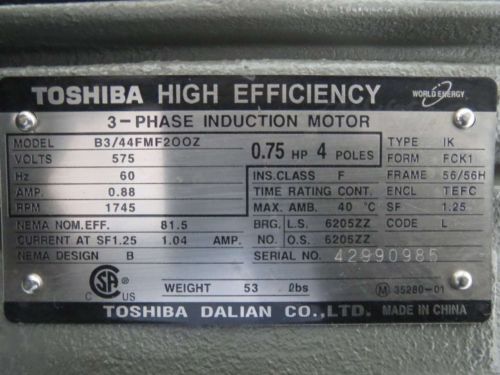 TOSHIBA HIGH EFFICIENCY
WORLD ENERGY
3-PHASE INDUCTION MOTOR
MODEL B3/44FMF2OOZ
VOLTS 575
Hz 60
AMP. 0.88
RPM 1745
NEMA NOM.EFF. 81.5
CURRENT AT SF1.25 1.04 AMP.
NEMA DESIGN B
0.75 HP 4 POLES
INS.CLASS F
TIME RATING CONT.
MAX. AMB. 40 °C
BRG. L.S. 6205ZZ
NO. O.S. 6205ZZ
SERIAL NO. 42990985
TYPE IK
FORM FCK1
FRAME 56/56H
ENCL TEFC
SF 1.25
CODE L
SA
C US
WEIGHT 53 lbs
M 35280-01
TOSHIBA DALIAN CO.,LTD. MADE IN CHINA